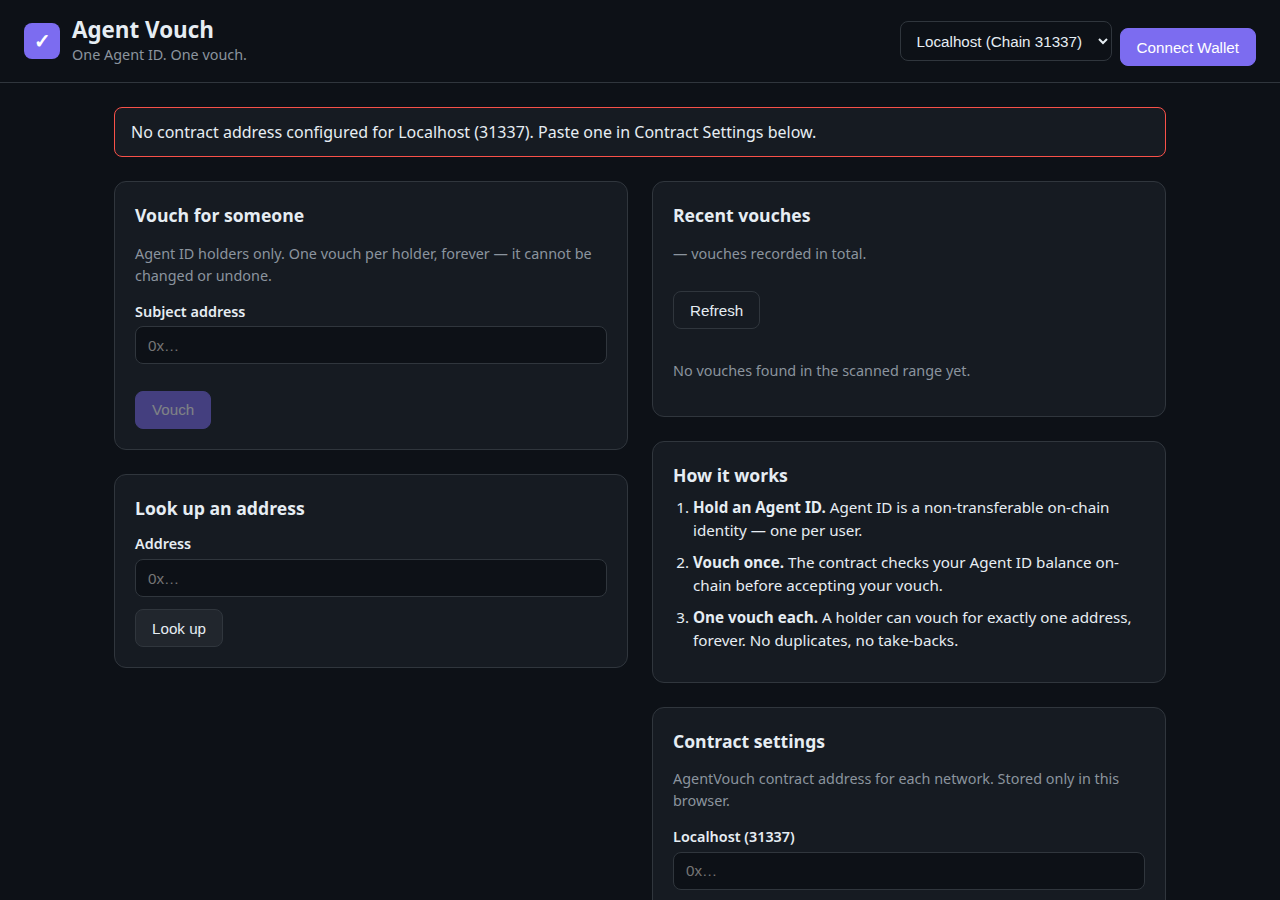 ✓
Agent Vouch
One Agent ID. One vouch.
Localhost (Chain 31337)
Connect Wallet
No contract address configured for Localhost (31337). Paste one in Contract Settings below.
Vouch for someone
Agent ID holders only. One vouch per holder, forever — it cannot be
changed or undone.
Subject address
0x…
Vouch
Look up an address
Address
0x…
Look up
Recent vouches
— vouches recorded in total.
Refresh
No vouches found in the scanned range yet.
How it works
1. Hold an Agent ID. Agent ID is a non-transferable on-chain
identity — one per user.
2. Vouch once. The contract checks your Agent ID balance on-
chain before accepting your vouch.
3. One vouch each. A holder can vouch for exactly one address,
forever. No duplicates, no take-backs.
Contract settings
AgentVouch contract address for each network. Stored only in this
browser.
Localhost (31337)
0x…